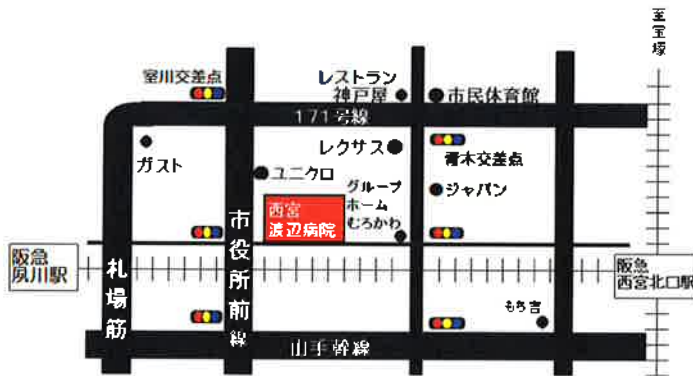 至宝塚
室川交差点
レストラン
神戸屋
市民体育館
171号線
ガスト
レクサス
青木交差点
ユニクロ
グループ
ホーム
むろかわ
ジャパン
西宮
渡辺病院
阪急
夙川駅
札場筋
市役所前線
阪急
西宮北口駅
もち吉
山手幹線